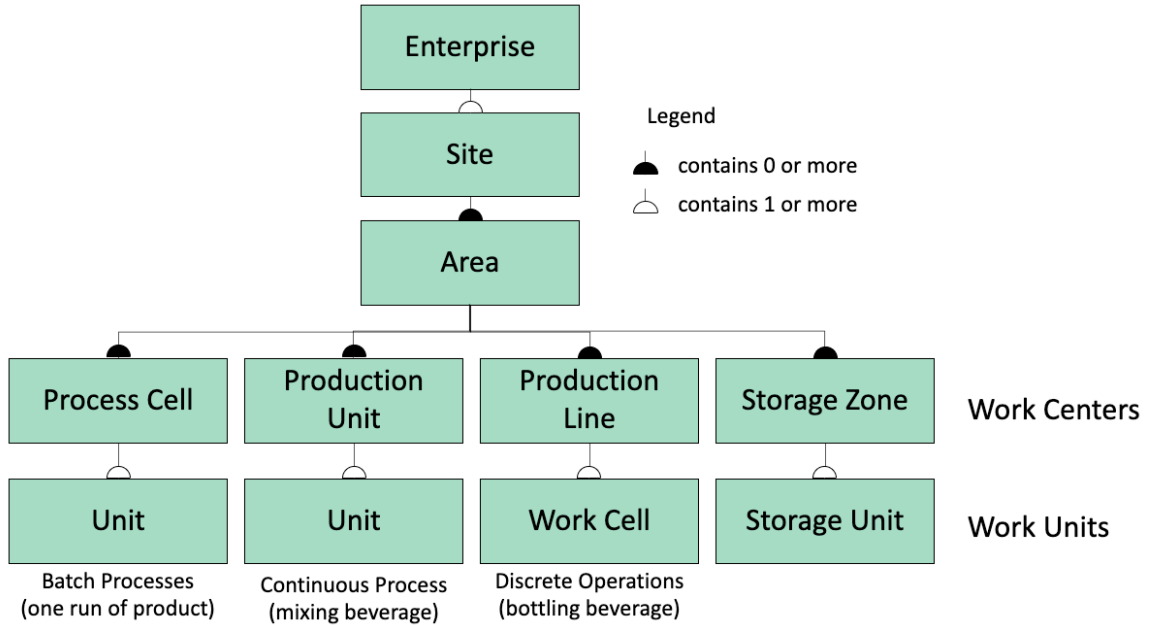 Enterprise
Legend
Site
contains 0 or more
contains 1 or more
Area
Process Cell
Production
Unit
Production
Line
Storage Zone
Work Centers
Unit
Unit
Work Cell
Storage Unit
Work Units
Batch Processes
(one run of product)
Continuous Process
(mixing beverage)
Discrete Operations
(bottling beverage)